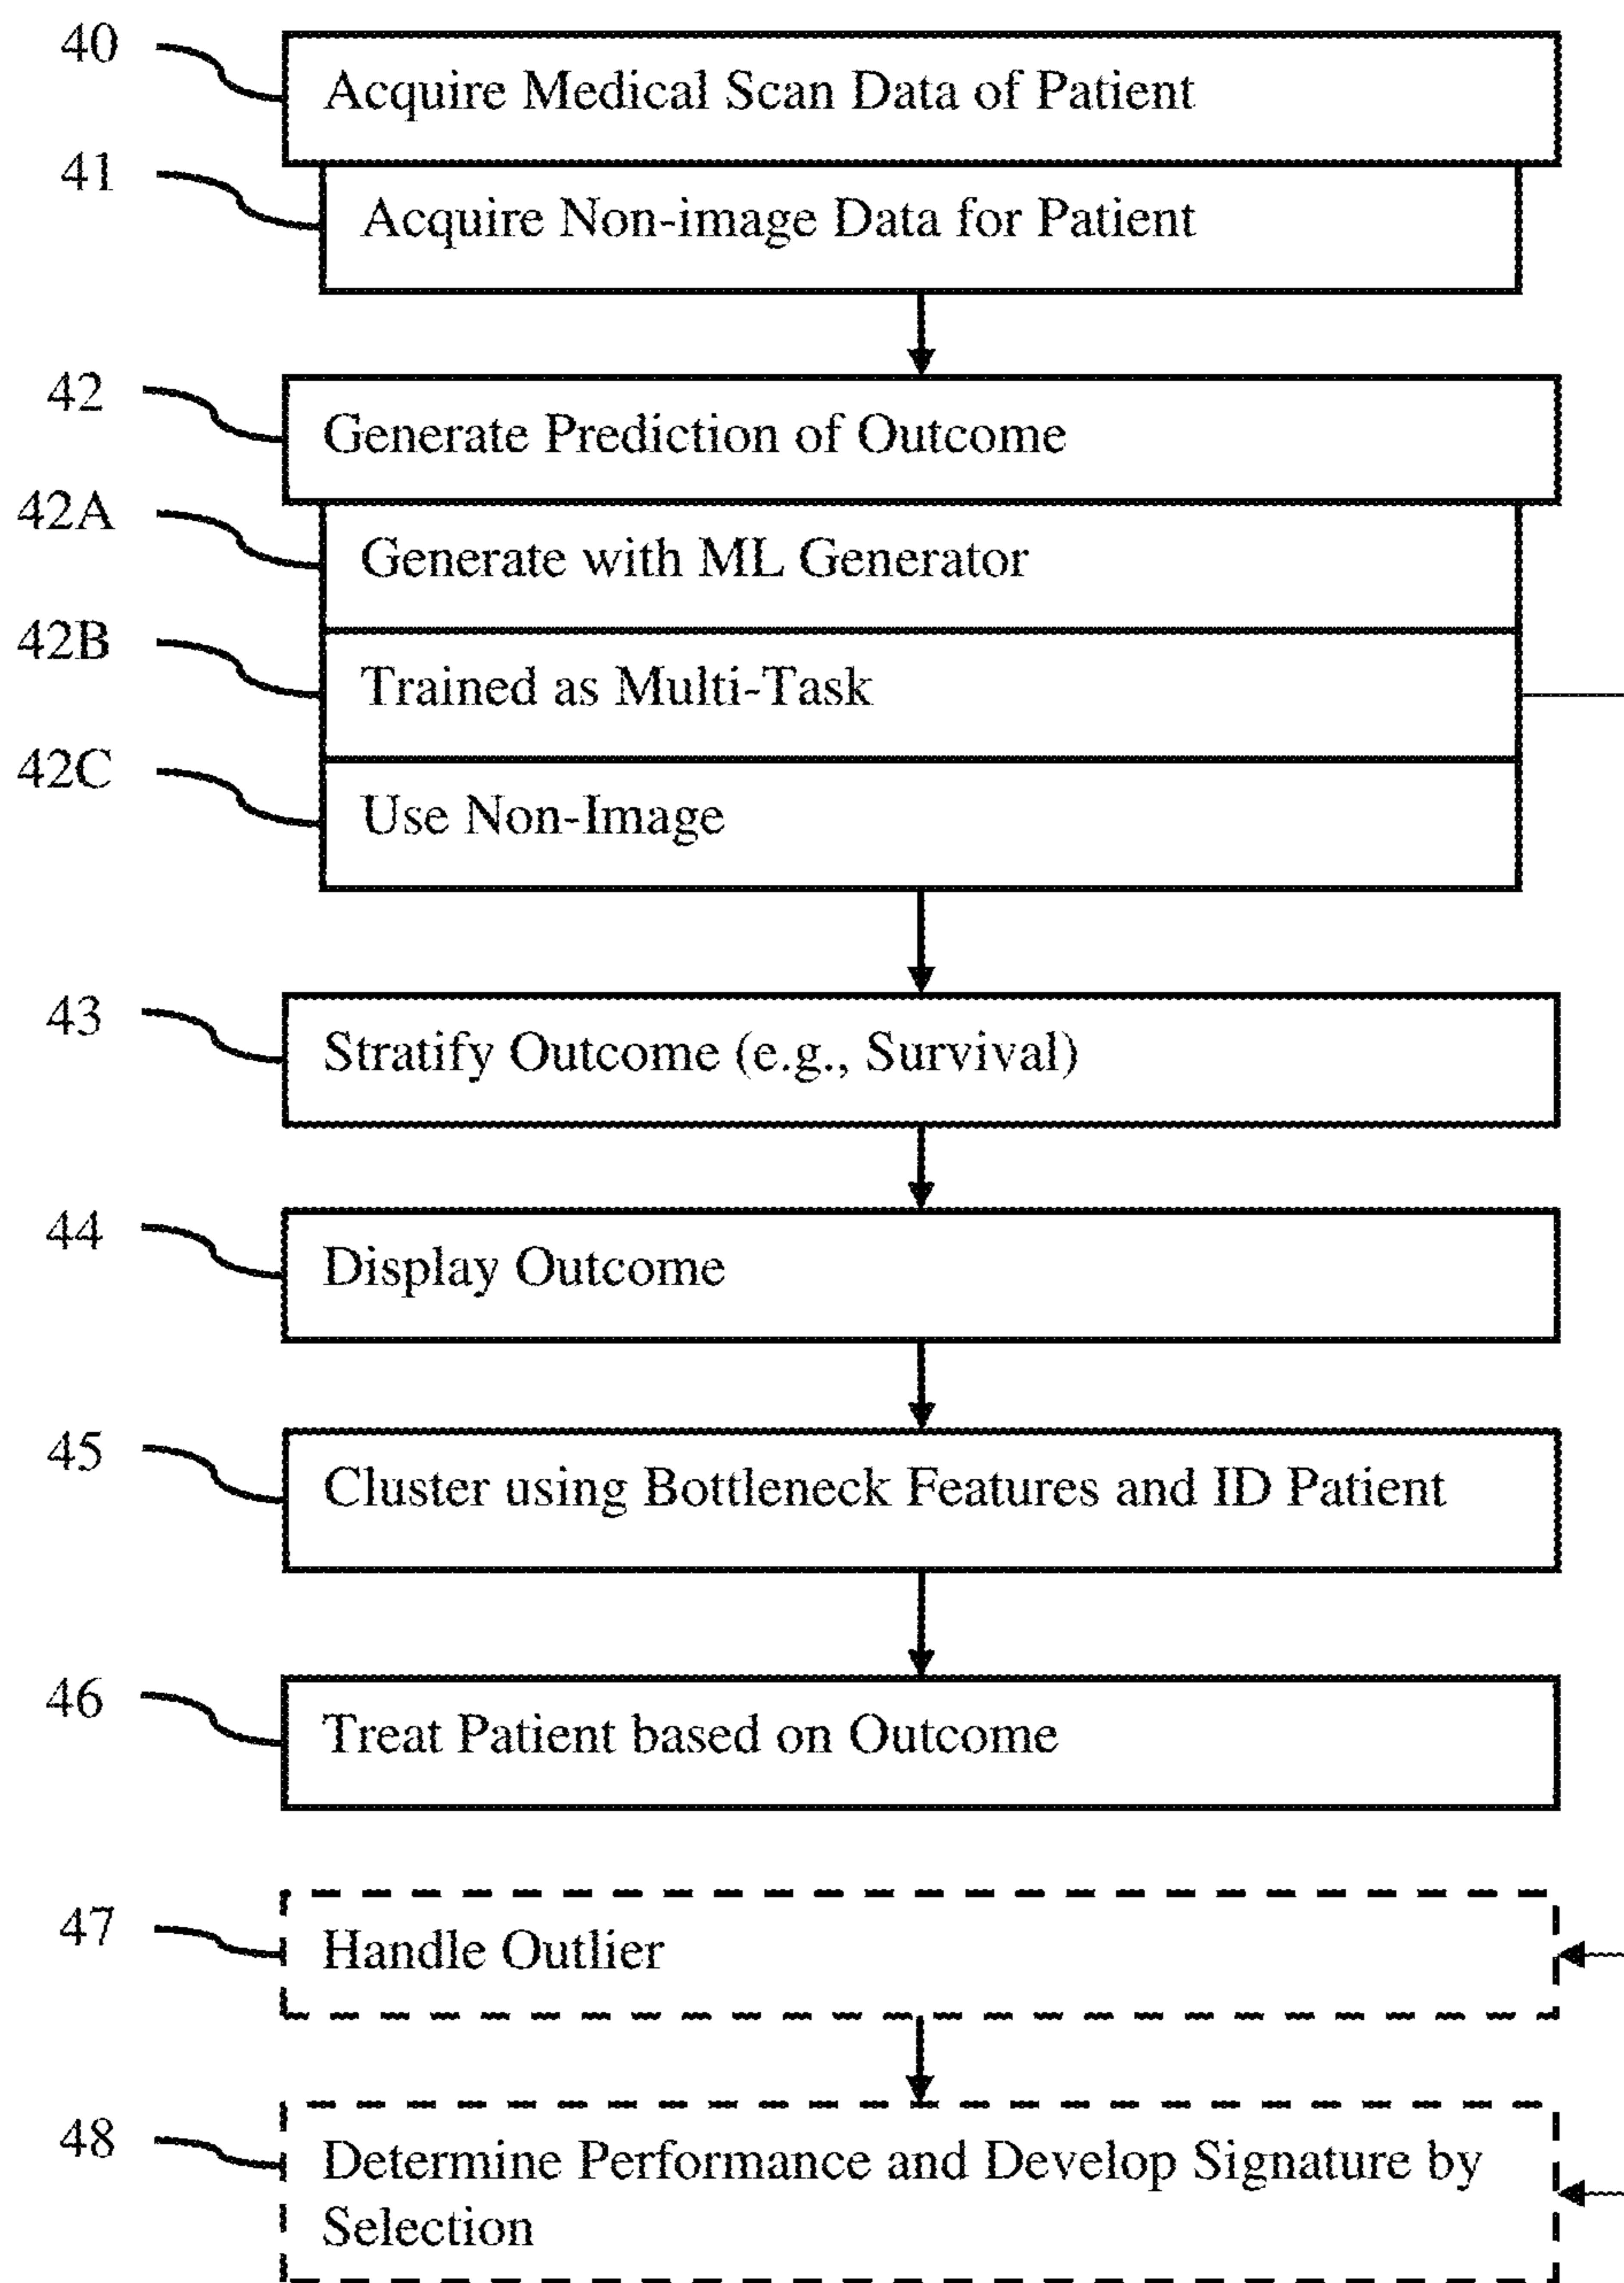 40
Acquire Medical Scan Data of Patient
41
Acquire Non-image Data for Patient
42
Generate Prediction of Outcome
42A
Generate with ML Generator
42B
Trained as Multi-Task
42C
Use Non-Image
43
Stratify Outcome (e.g., Survival)
44
Display Outcome
45
Cluster using Bottleneck Features and ID Patient
46
Treat Patient based on Outcome
47
Handle Outlier
48
Determine Performance and Develop Signature by
Selection